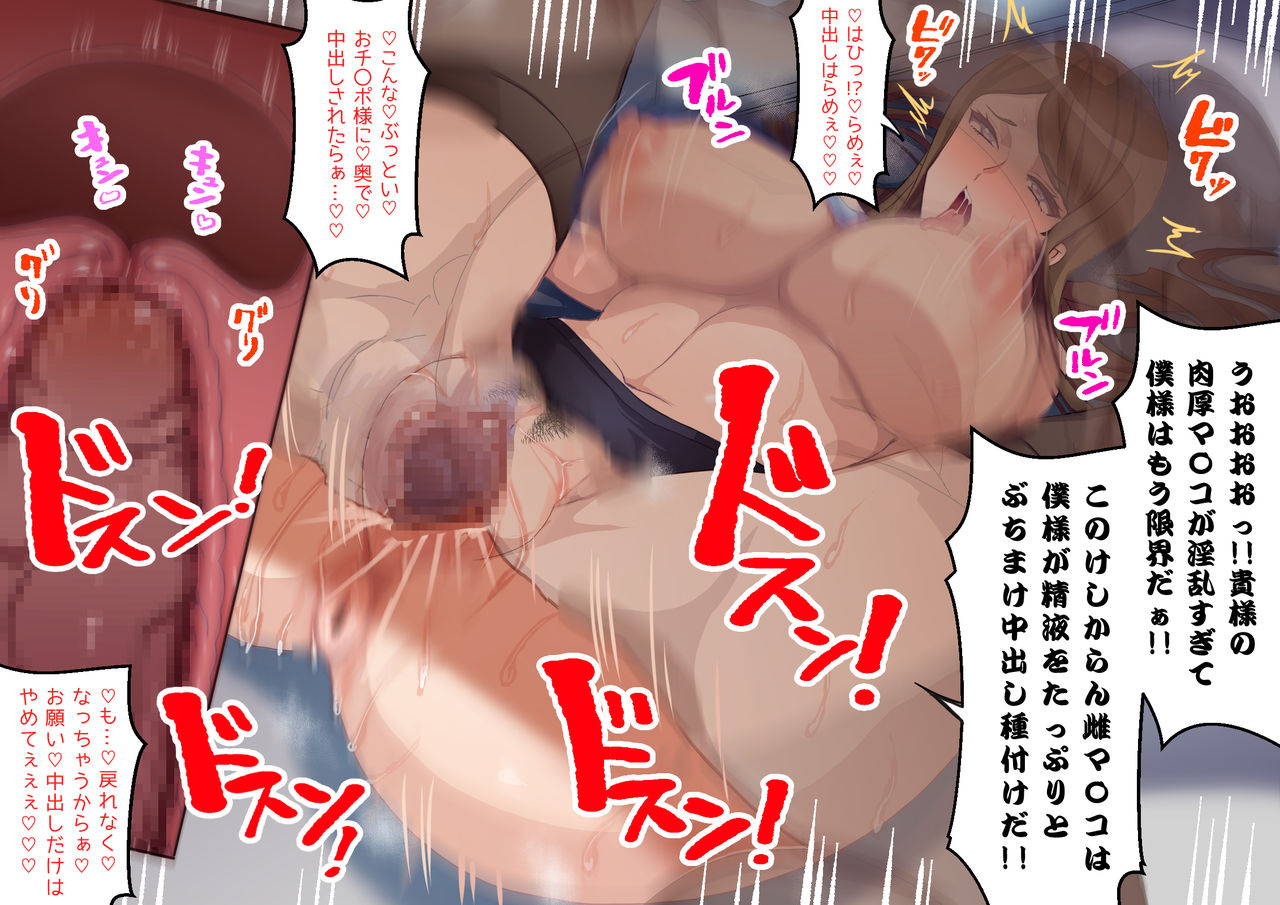 うおおおおっ!!貴様の
肉厚マ〇コが淫乱すぎて
僕様はもう限界だぁ!!
このけしからん雌マ〇コは
僕様が精液をたっぷりと
ぶちまけ中出し種付けだ!!
♡はひっ!?♡らめぇ♡
中出しはらめぇ♡♡♡
♡こんな♡ぶっとい♡
おチ〇ポ様に♡奥で♡
中出しされたらぁ…♡♡
♡も…♡戻れなく♡
なっちゃうからぁ♡
お願い♡中出しだけは
やめてぇぇぇ♡♡♡♡
ビクッ
ビクッ
ブルン
ブルン
ドスン!
ドスン!
ドスン!
ドスン!
キュン♡
キュン♡
グリ
グリ